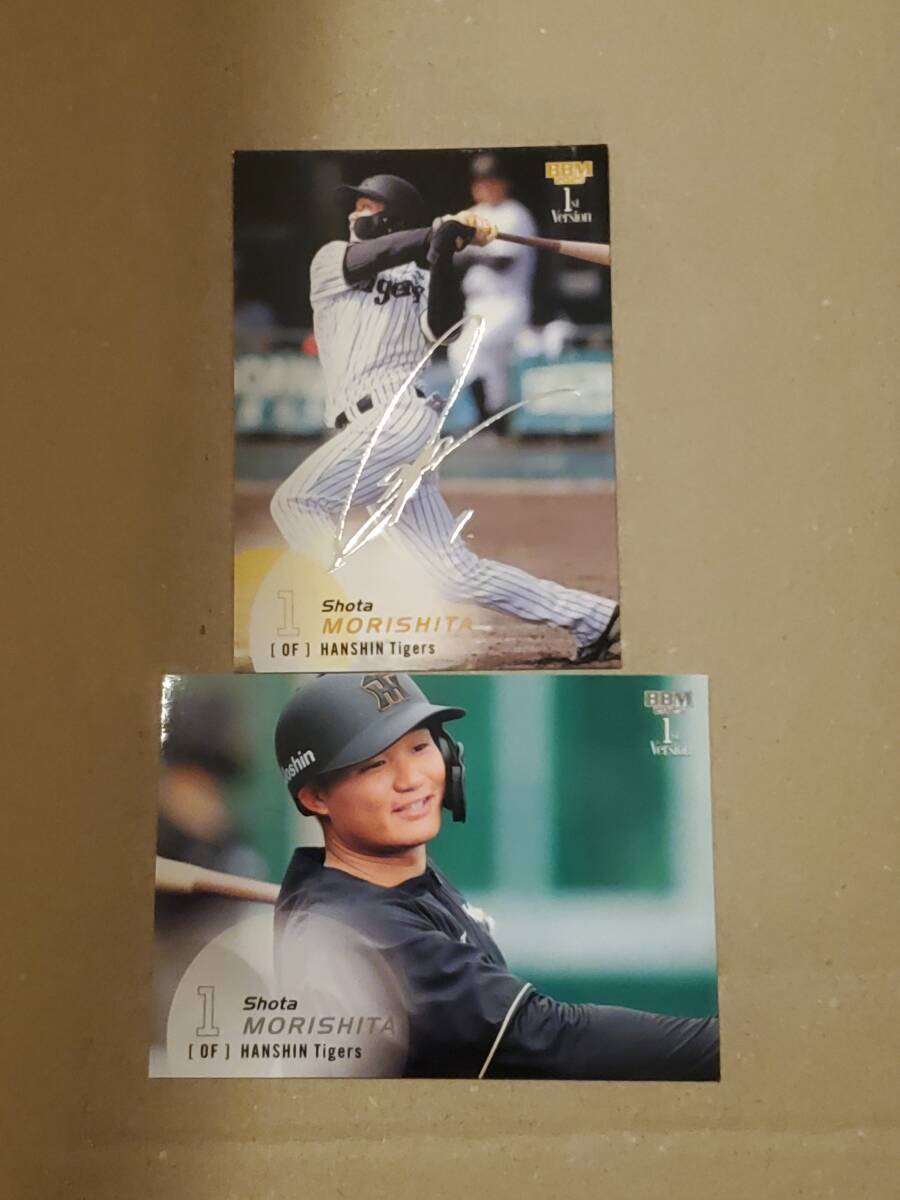 BBM
1st
Version
Tigers
1
Shota
MORISHITA
[ OF ] HANSHIN Tigers
BBM
1st
Version
1
Shota
MORISHITA
[ OF ] HANSHIN Tigers